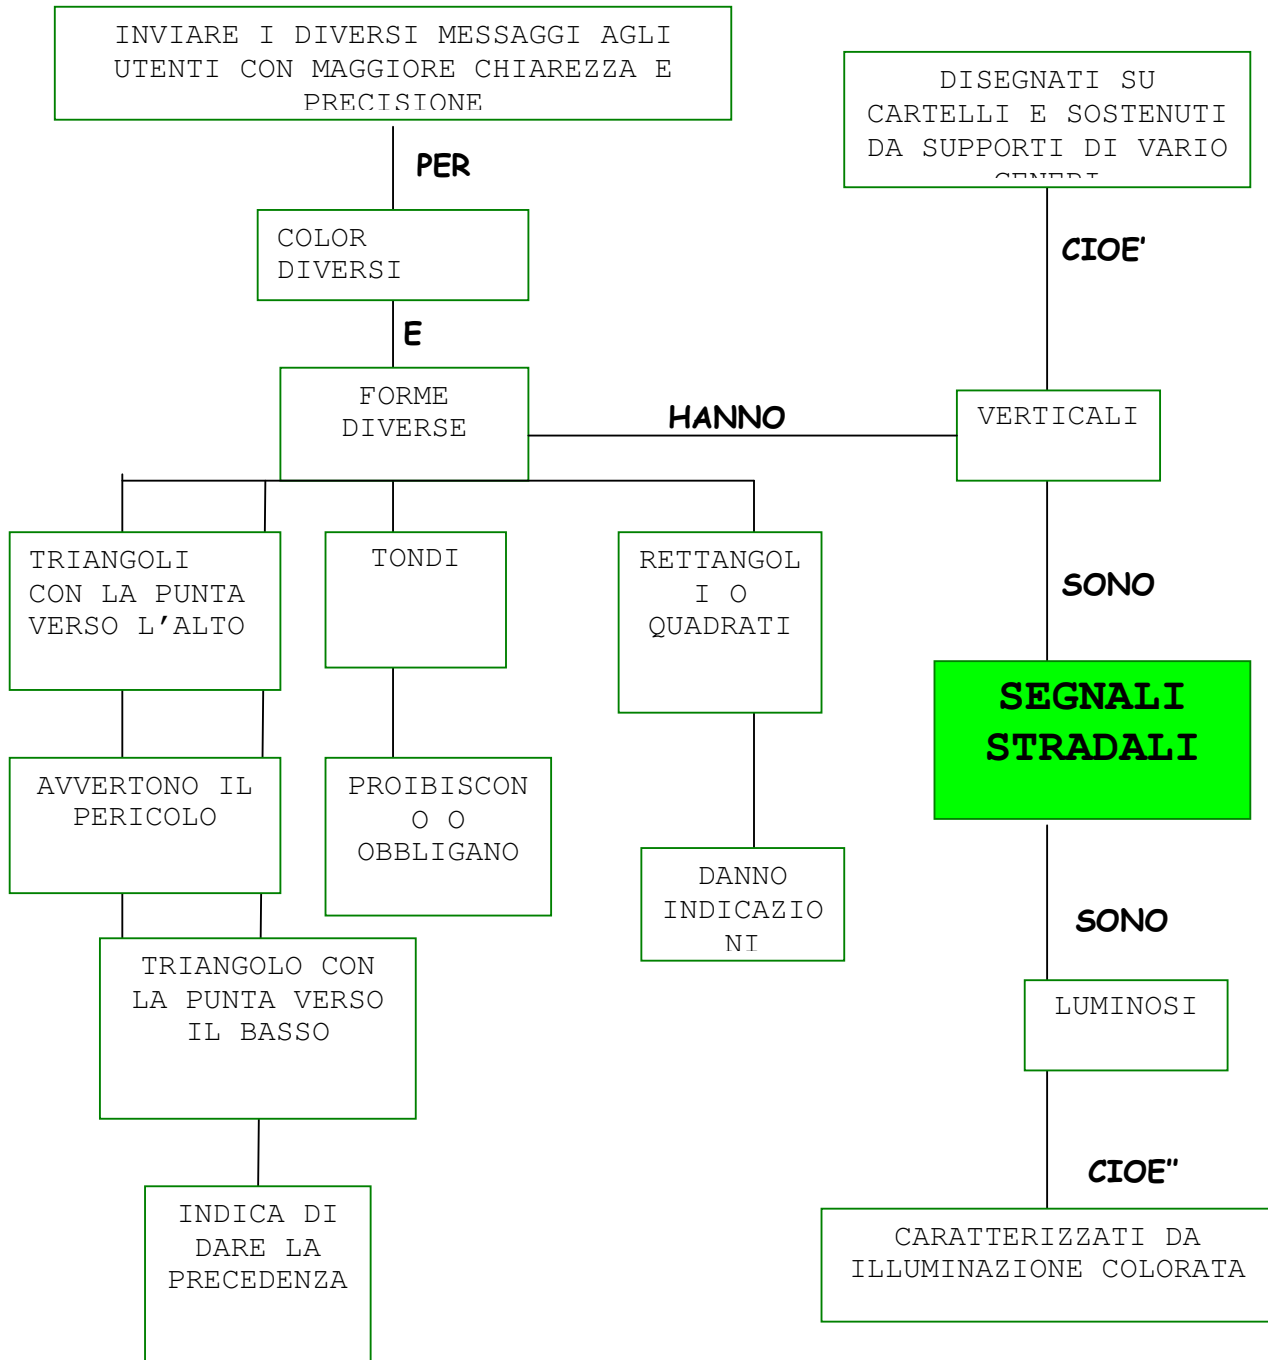 INVIARE I DIVERSI MESSAGGI AGLI
UTENTI CON MAGGIORE CHIAREZZA E
PRECISIONE
DISEGNATI SU
CARTELLI E SOSTENUTI
DA SUPPORTI DI VARIO
PER
COLOR
DIVERSI
CIOE'
E
FORME
DIVERSE
HANNO
VERTICALI
TRIANGOLI
CON LA PUNTA
VERSO L'ALTO
TONDI
RETTANGOL
I O
QUADRATI
SONO
SEGNALI
STRADALI
AVVERTONO IL
PERICOLO
PROIBISCON
O O
OBBLIGANO
DANNO
INDICAZIO
NI
SONO
TRIANGOLO CON
LA PUNTA VERSO
IL BASSO
LUMINOSI
CIOE"
INDICA DI
DARE LA
PRECEDENZA
CARATTERIZZATI DA
ILLUMINAZIONE COLORATA